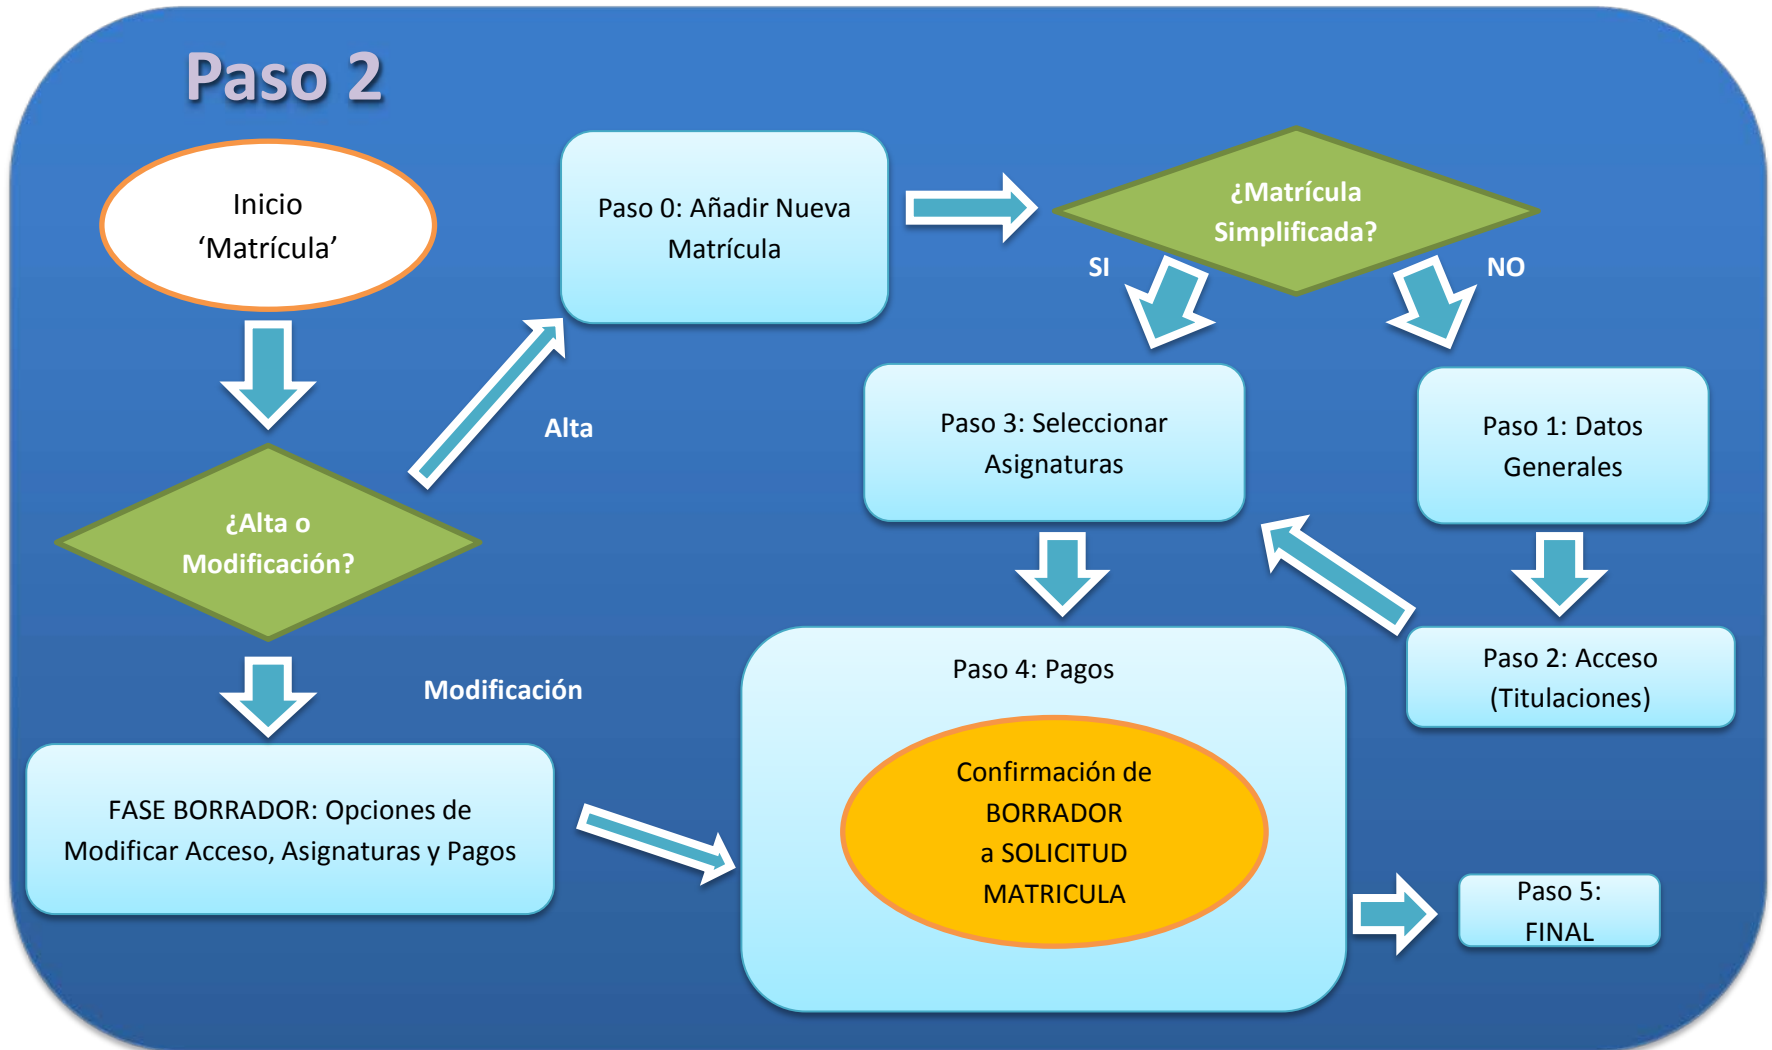 Paso 2
Inicio
‘Matrícula’
¿Alta o
Modificación?
Alta
Modificación
Paso 0: Añadir Nueva
Matrícula
¿Matrícula
Simplificada?
SI
NO
Paso 3: Seleccionar
Asignaturas
Paso 1: Datos
Generales
Paso 2: Acceso
(Titulaciones)
FASE BORRADOR: Opciones de
Modificar Acceso, Asignaturas y Pagos
Paso 4: Pagos
Confirmación de
BORRADOR
a SOLICITUD
MATRICULA
Paso 5:
FINAL